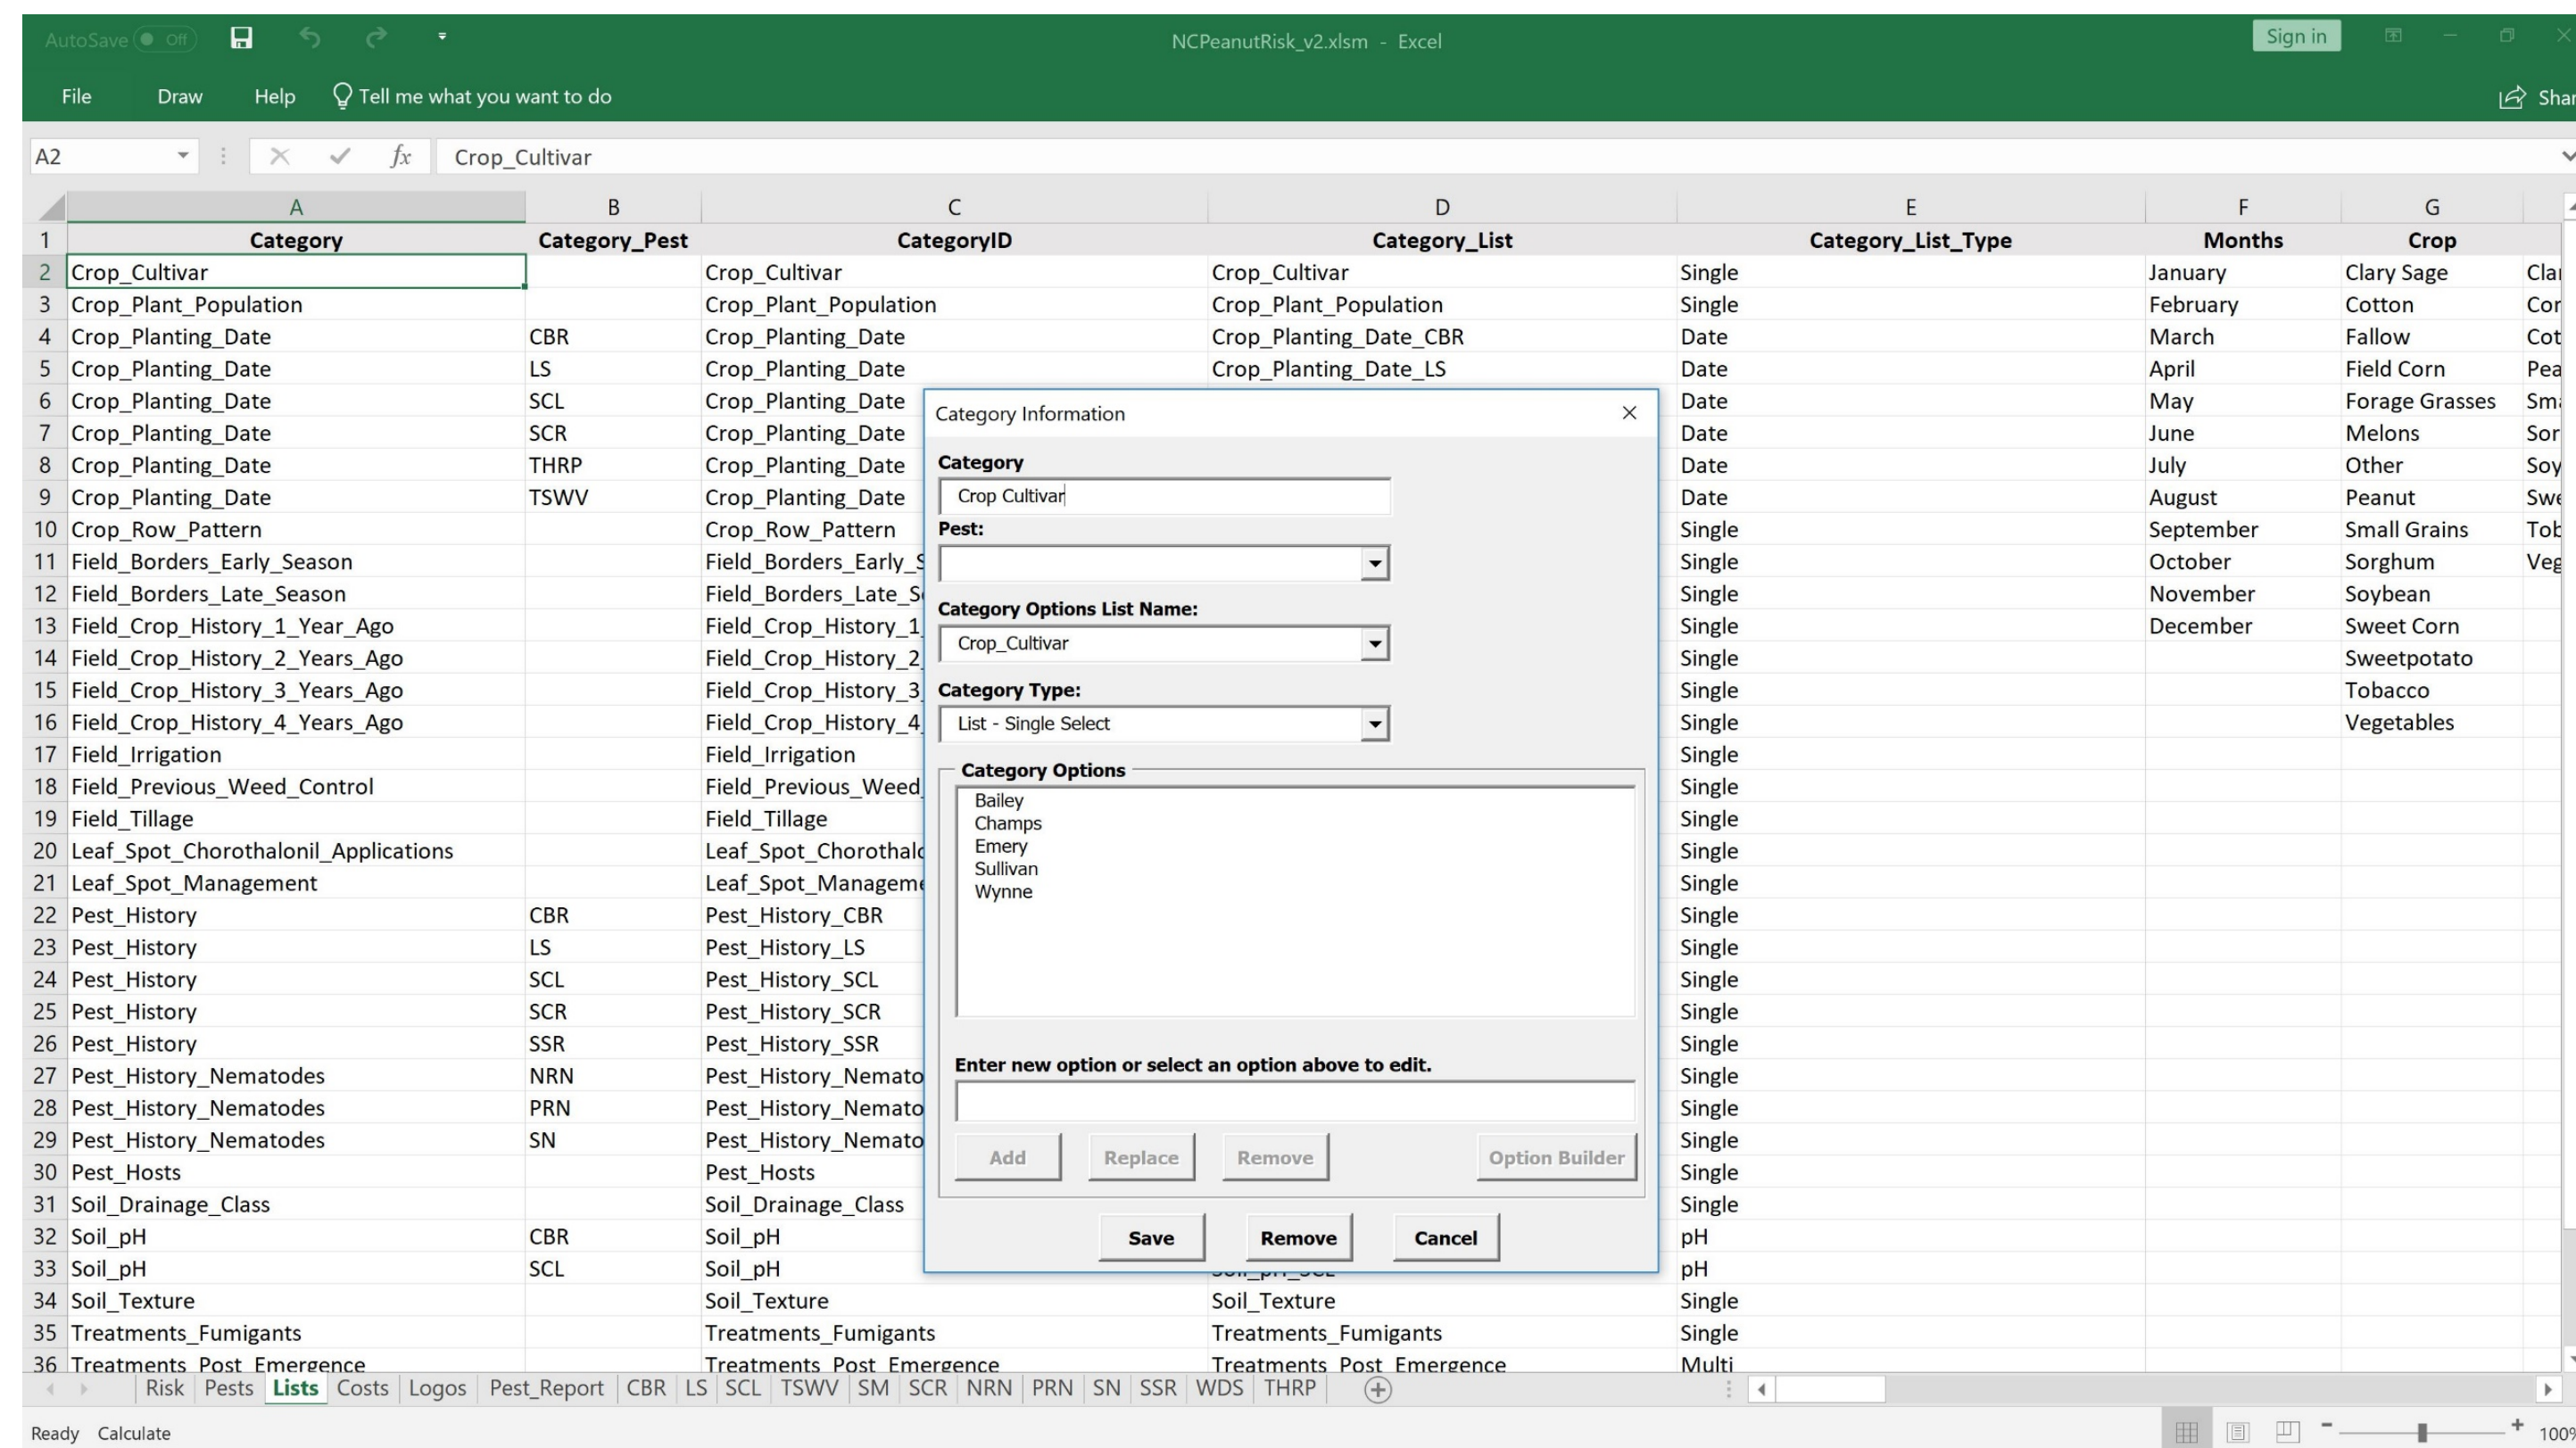 AutoSave Off NCPeanutRisk_v2.xlsm - Excel Sign in
File Draw Help Tell me what you want to do
A2 fx Crop_Cultivar
A B C D E F G
1 Category Category_Pest CategoryID Category_List Category_List_Type Months Crop
2 Crop_Cultivar Crop_Cultivar Crop_Cultivar Single January Clary Sage
3 Crop_Plant_Population Crop_Plant_Population Crop_Plant_Population Single February Cotton
4 Crop_Planting_Date CBR Crop_Planting_Date Crop_Planting_Date_CBR Date March Fallow
5 Crop_Planting_Date LS Crop_Planting_Date Crop_Planting_Date_LS Date April Field Corn
6 Crop_Planting_Date SCL Crop_Planting_Date Date May Forage Grasses
7 Crop_Planting_Date SCR Crop_Planting_Date Date June Melons
8 Crop_Planting_Date THRP Crop_Planting_Date Date July Other
9 Crop_Planting_Date TSWV Crop_Planting_Date Date August Peanut
10 Crop_Row_Pattern Crop_Row_Pattern Single September Small Grains
11 Field_Borders_Early_Season Field_Borders_Early_S Single October Sorghum
12 Field_Borders_Late_Season Field_Borders_Late_S Single November Soybean
13 Field_Crop_History_1_Year_Ago Field_Crop_History_1 Single December Sweet Corn
14 Field_Crop_History_2_Years_Ago Field_Crop_History_2 Single Sweetpotato
15 Field_Crop_History_3_Years_Ago Field_Crop_History_3 Single Tobacco
16 Field_Crop_History_4_Years_Ago Field_Crop_History_4 Single Vegetables
17 Field_Irrigation Field_Irrigation Single
18 Field_Previous_Weed_Control Field_Previous_Weed Single
19 Field_Tillage Field_Tillage Single
20 Leaf_Spot_Chorothalonil_Applications Leaf_Spot_Chorothalo Single
21 Leaf_Spot_Management Leaf_Spot_Manageme Single
22 Pest_History CBR Pest_History_CBR Single
23 Pest_History LS Pest_History_LS Single
24 Pest_History SCL Pest_History_SCL Single
25 Pest_History SCR Pest_History_SCR Single
26 Pest_History SSR Pest_History_SSR Single
27 Pest_History_Nematodes NRN Pest_History_Nemato Single
28 Pest_History_Nematodes PRN Pest_History_Nemato Single
29 Pest_History_Nematodes SN Pest_History_Nemato Single
30 Pest_Hosts Pest_Hosts Single
31 Soil_Drainage_Class Soil_Drainage_Class Single
32 Soil_pH CBR Soil_pH pH
33 Soil_pH SCL Soil_pH pH
34 Soil_Texture Soil_Texture Soil_Texture Single
35 Treatments_Fumigants Treatments_Fumigants Treatments_Fumigants Single
36 Treatments_Post_Emergence Treatments_Post_Emergence Treatments_Post_Emergence Multi
Category Information
Category
Crop Cultivar
Pest:
Category Options List Name:
Crop_Cultivar
Category Type:
List - Single Select
Category Options
Bailey
Champs
Emery
Sullivan
Wynne
Enter new option or select an option above to edit.
Add Replace Remove Option Builder
Save Remove Cancel
Risk Pests Lists Costs Logos Pest_Report CBR LS SCL TSWV SM SCR NRN PRN SN SSR WDS THRP
Ready Calculate 100%